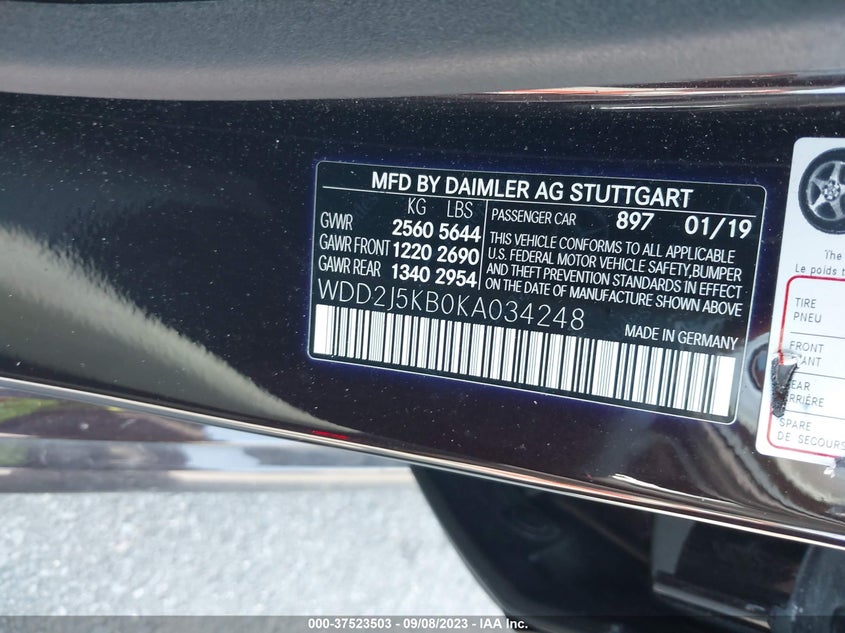 MFD BY DAIMLER AG STUTTGART
KG LBS
GVWR 2560 5644
GAWR FRONT 1220 2690
GAWR REAR 1340 2954
PASSENGER CAR 897 01/19
THIS VEHICLE CONFORMS TO ALL APPLICABLE
U.S. FEDERAL MOTOR VEHICLE SAFETY, BUMPER
AND THEFT PREVENTION STANDARDS IN EFFECT
ON THE DATE OF MANUFACTURE SHOWN ABOVE
WDD2J5KB0KA034248
MADE IN GERMANY
The
Le poids
TIRE
PNEU
FRONT
SPARE
DE SECOURS
000-37523503 - 09/08/2023 - IAA Inc.